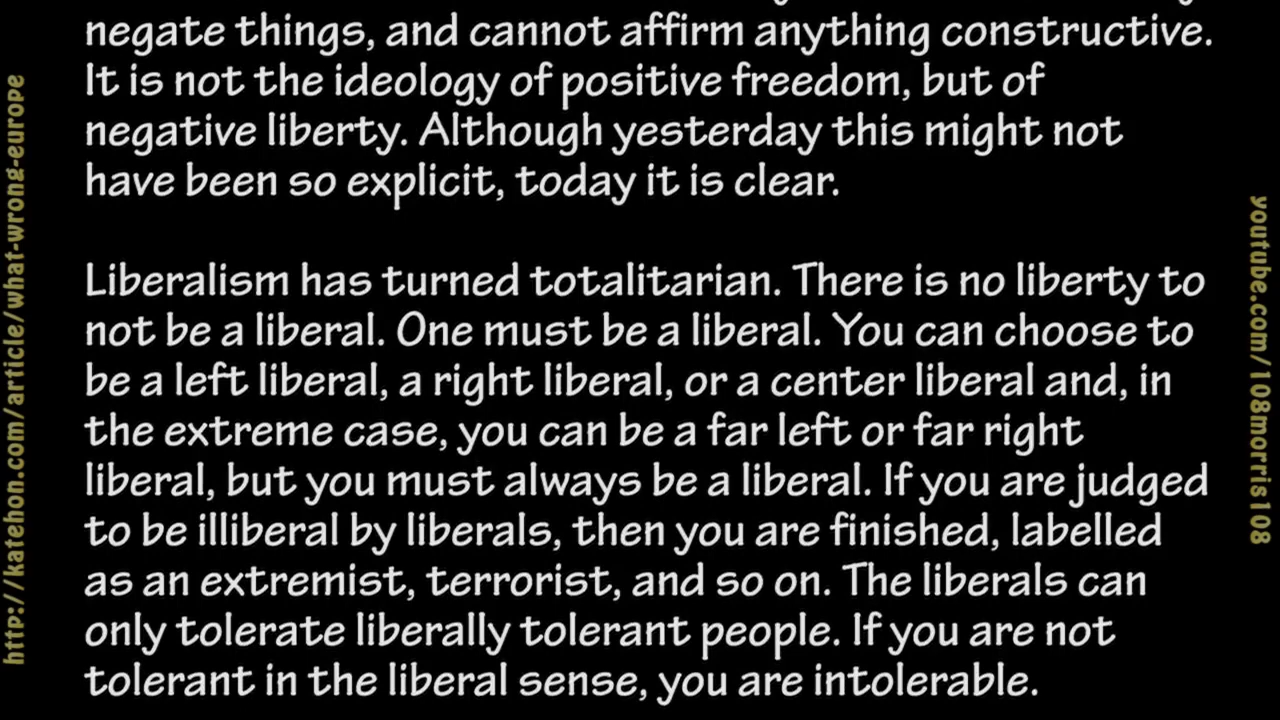 negate things, and cannot affirm anything constructive.
It is not the ideology of positive freedom, but of
negative liberty. Although yesterday this might not
have been so explicit, today it is clear.
Liberalism has turned totalitarian. There is no liberty to
not be a liberal. One must be a liberal. You can choose to
be a left liberal, a right liberal, or a center liberal and, in
the extreme case, you can be a far left or far right
liberal, but you must always be a liberal. If you are judged
to be illiberal by liberals, then you are finished, labelled
as an extremist, terrorist, and so on. The liberals can
only tolerate liberally tolerant people. If you are not
tolerant in the liberal sense, you are intolerable.
http://katehon.com/article/what-wrong-europe
youtube.com/108morris108